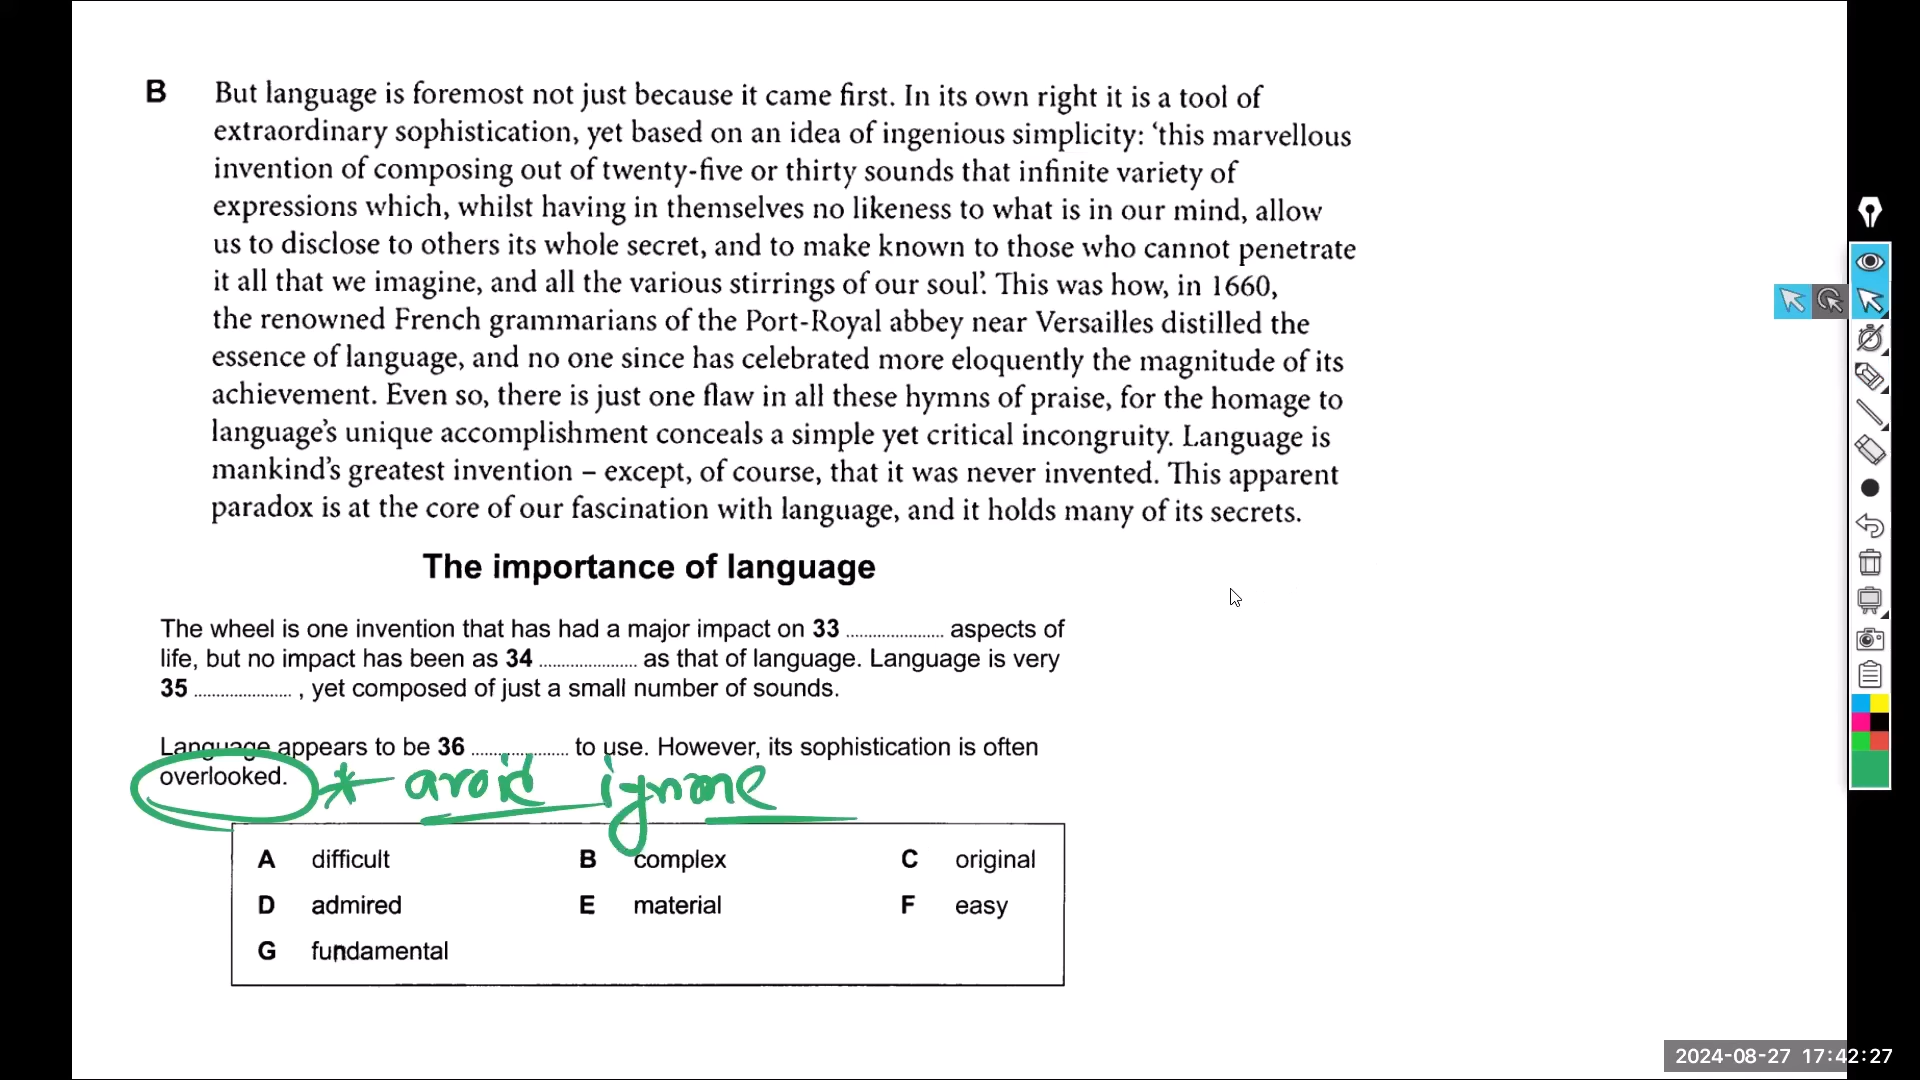 B But language is foremost not just because it came first. In its own right it is a tool of
extraordinary sophistication, yet based on an idea of ingenious simplicity: ‘this marvellous
invention of composing out of twenty-five or thirty sounds that infinite variety of
expressions which, whilst having in themselves no likeness to what is in our mind, allow
us to disclose to others its whole secret, and to make known to those who cannot penetrate
it all that we imagine, and all the various stirrings of our soul’. This was how, in 1660,
the renowned French grammarians of the Port-Royal abbey near Versailles distilled the
essence of language, and no one since has celebrated more eloquently the magnitude of its
achievement. Even so, there is just one flaw in all these hymns of praise, for the homage to
language’s unique accomplishment conceals a simple yet critical incongruity. Language is
mankind’s greatest invention – except, of course, that it was never invented. This apparent
paradox is at the core of our fascination with language, and it holds many of its secrets.
The importance of language
The wheel is one invention that has had a major impact on 33 ..................... aspects of
life, but no impact has been as 34 ..................... as that of language. Language is very
35 ..................... , yet composed of just a small number of sounds.
Language appears to be 36 ..................... to use. However, its sophistication is often
overlooked. * avoid ignore
A difficult B complex C original
D admired E material F easy
G fundamental
2024-08-27 17:42:27